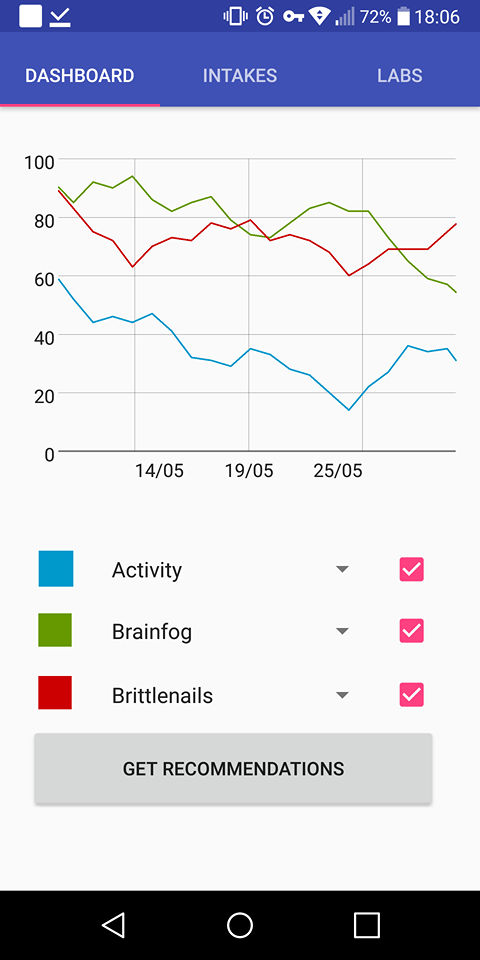 72% 18:06
DASHBOARD INTAKES LABS
100
80
60
40
20
0
14/05 19/05 25/05
Activity
Brainfog
Brittlenails
GET RECOMMENDATIONS